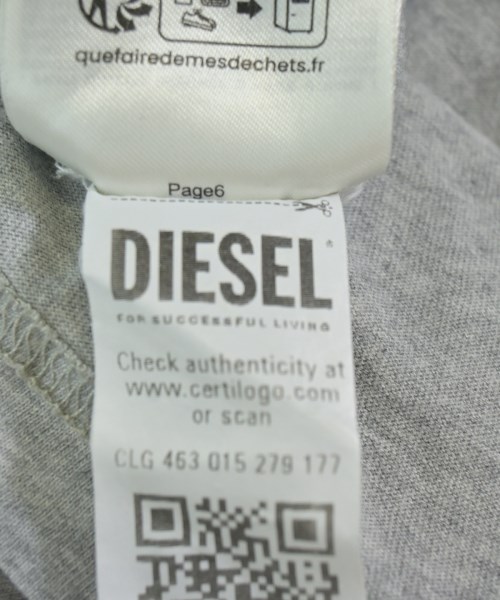 quefairedemesdechets.fr
Page6
DIESEL
FOR SUCCESSFUL LIVING
Check authenticity at
www.certilogo.com
or scan
CLG 463 015 279 177